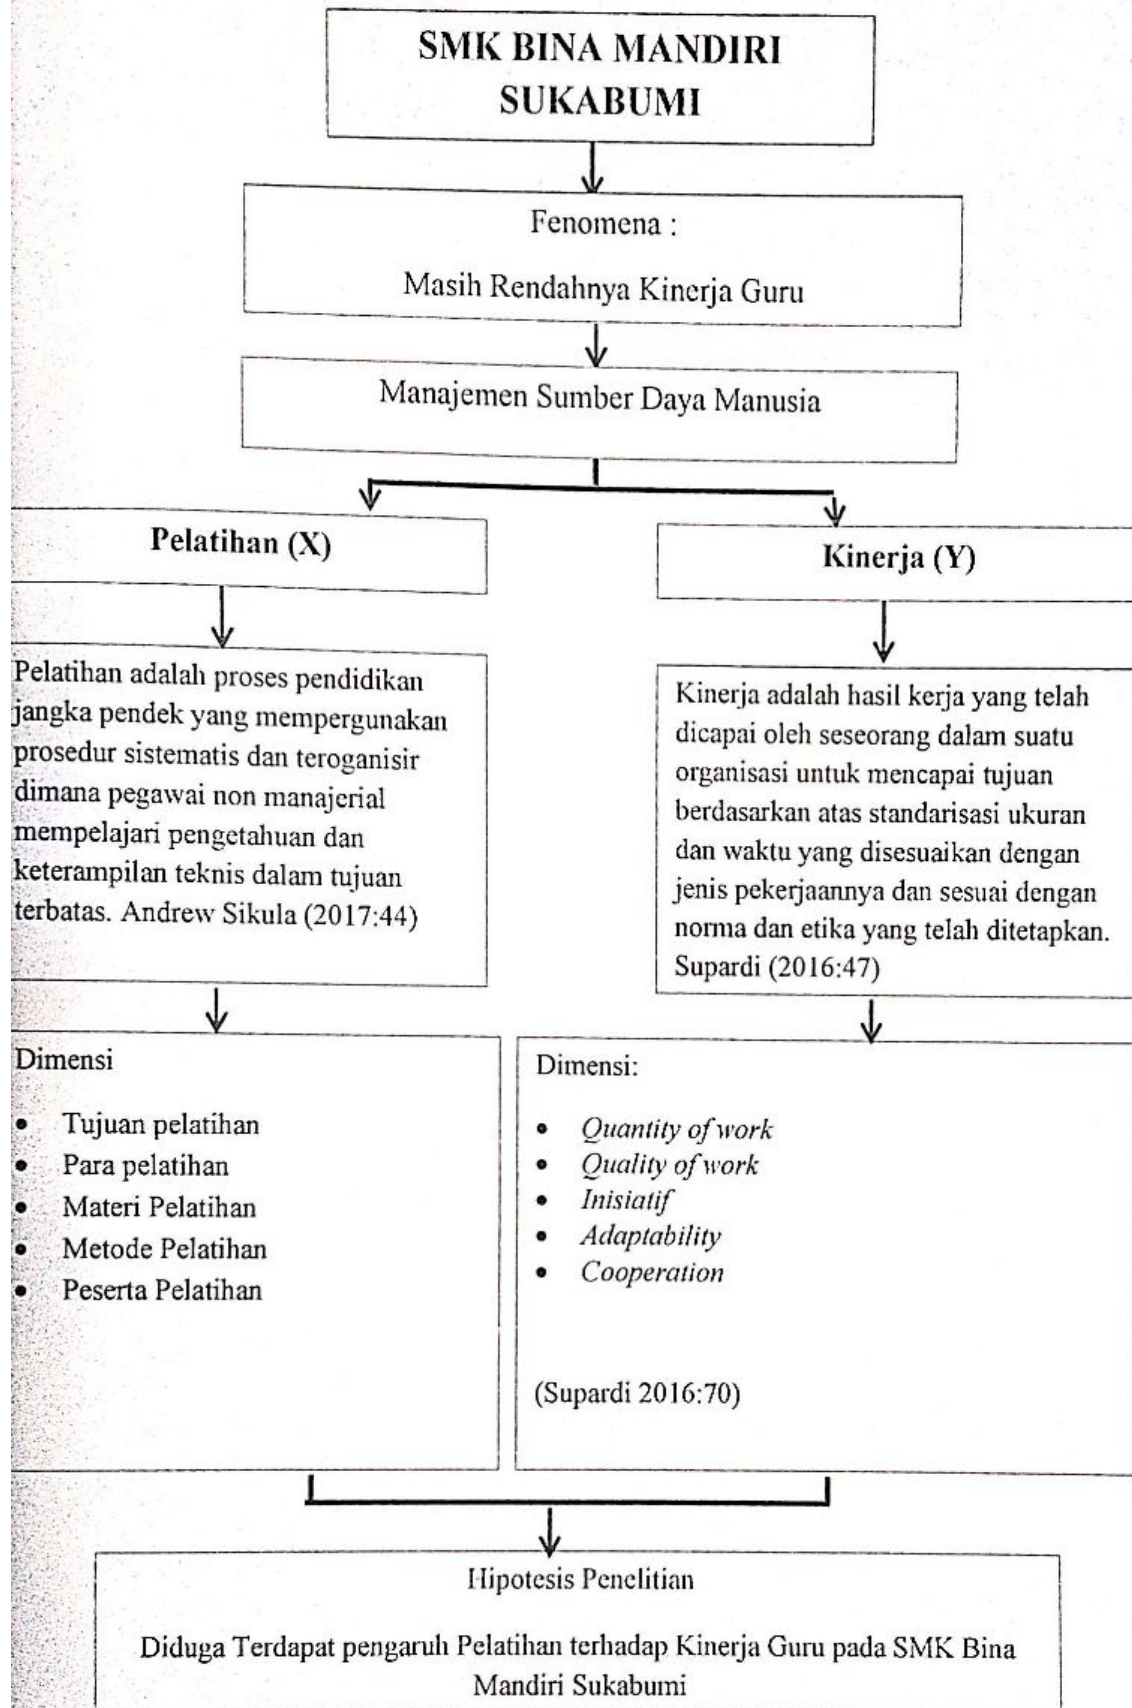 SMK BINA MANDIRI
SUKABUMI
Fenomena :
Masih Rendahnya Kinerja Guru
Manajemen Sumber Daya Manusia
Pelatihan (X)
Kinerja (Y)
Pelatihan adalah proses pendidikan
jangka pendek yang mempergunakan
prosedur sistematis dan teroganisir
dimana pegawai non manajerial
mempelajari pengetahuan dan
keterampilan teknis dalam tujuan
terbatas. Andrew Sikula (2017:44)
Kinerja adalah hasil kerja yang telah
dicapai oleh seseorang dalam suatu
organisasi untuk mencapai tujuan
berdasarkan atas standarisasi ukuran
dan waktu yang disesuaikan dengan
jenis pekerjaannya dan sesuai dengan
norma dan etika yang telah ditetapkan.
Supardi (2016:47)
Dimensi
• Tujuan pelatihan
• Para pelatihan
• Materi Pelatihan
• Metode Pelatihan
• Peserta Pelatihan
Dimensi:
• Quantity of work
• Quality of work
• Inisiatif
• Adaptability
• Cooperation
(Supardi 2016:70)
Hipotesis Penelitian
Diduga Terdapat pengaruh Pelatihan terhadap Kinerja Guru pada SMK Bina
Mandiri Sukabumi